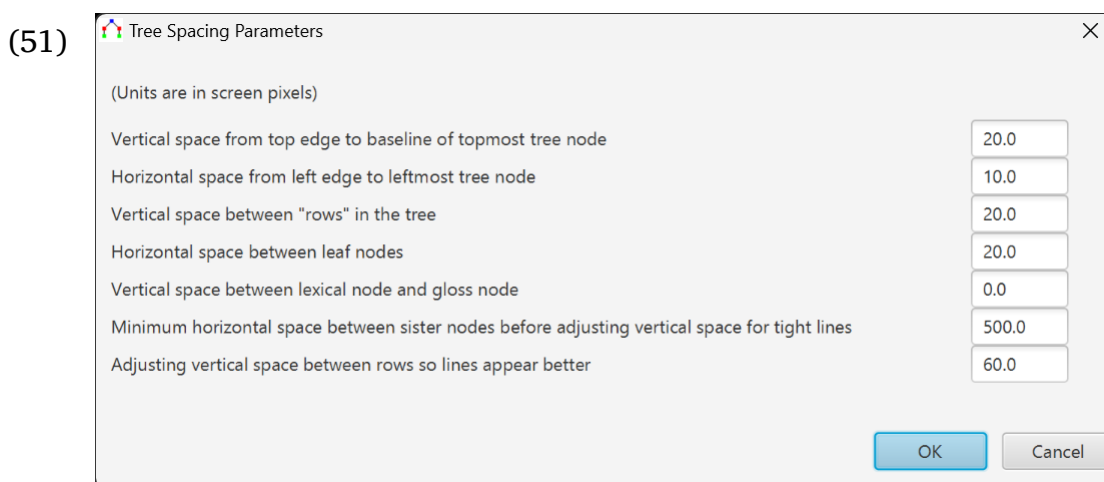 (51)
Tree Spacing Parameters
(Units are in screen pixels)
Vertical space from top edge to baseline of topmost tree node 20.0
Horizontal space from left edge to leftmost tree node 10.0
Vertical space between "rows" in the tree 20.0
Horizontal space between leaf nodes 20.0
Vertical space between lexical node and gloss node 0.0
Minimum horizontal space between sister nodes before adjusting vertical space for tight lines 500.0
Adjusting vertical space between rows so lines appear better 60.0
OK Cancel